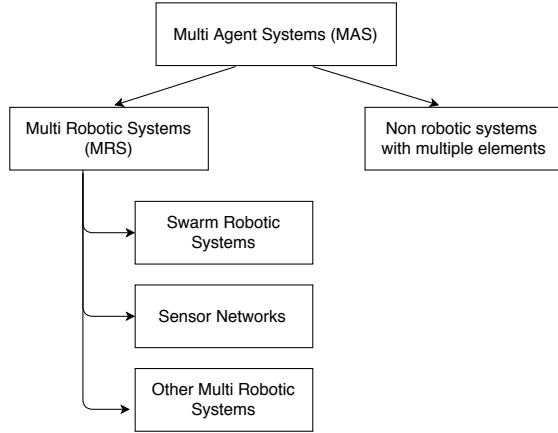 Multi Agent Systems (MAS)
Multi Robotic Systems
(MRS)
Non robotic systems
with multiple elements
Swarm Robotic
Systems
Sensor Networks
Other Multi Robotic
Systems